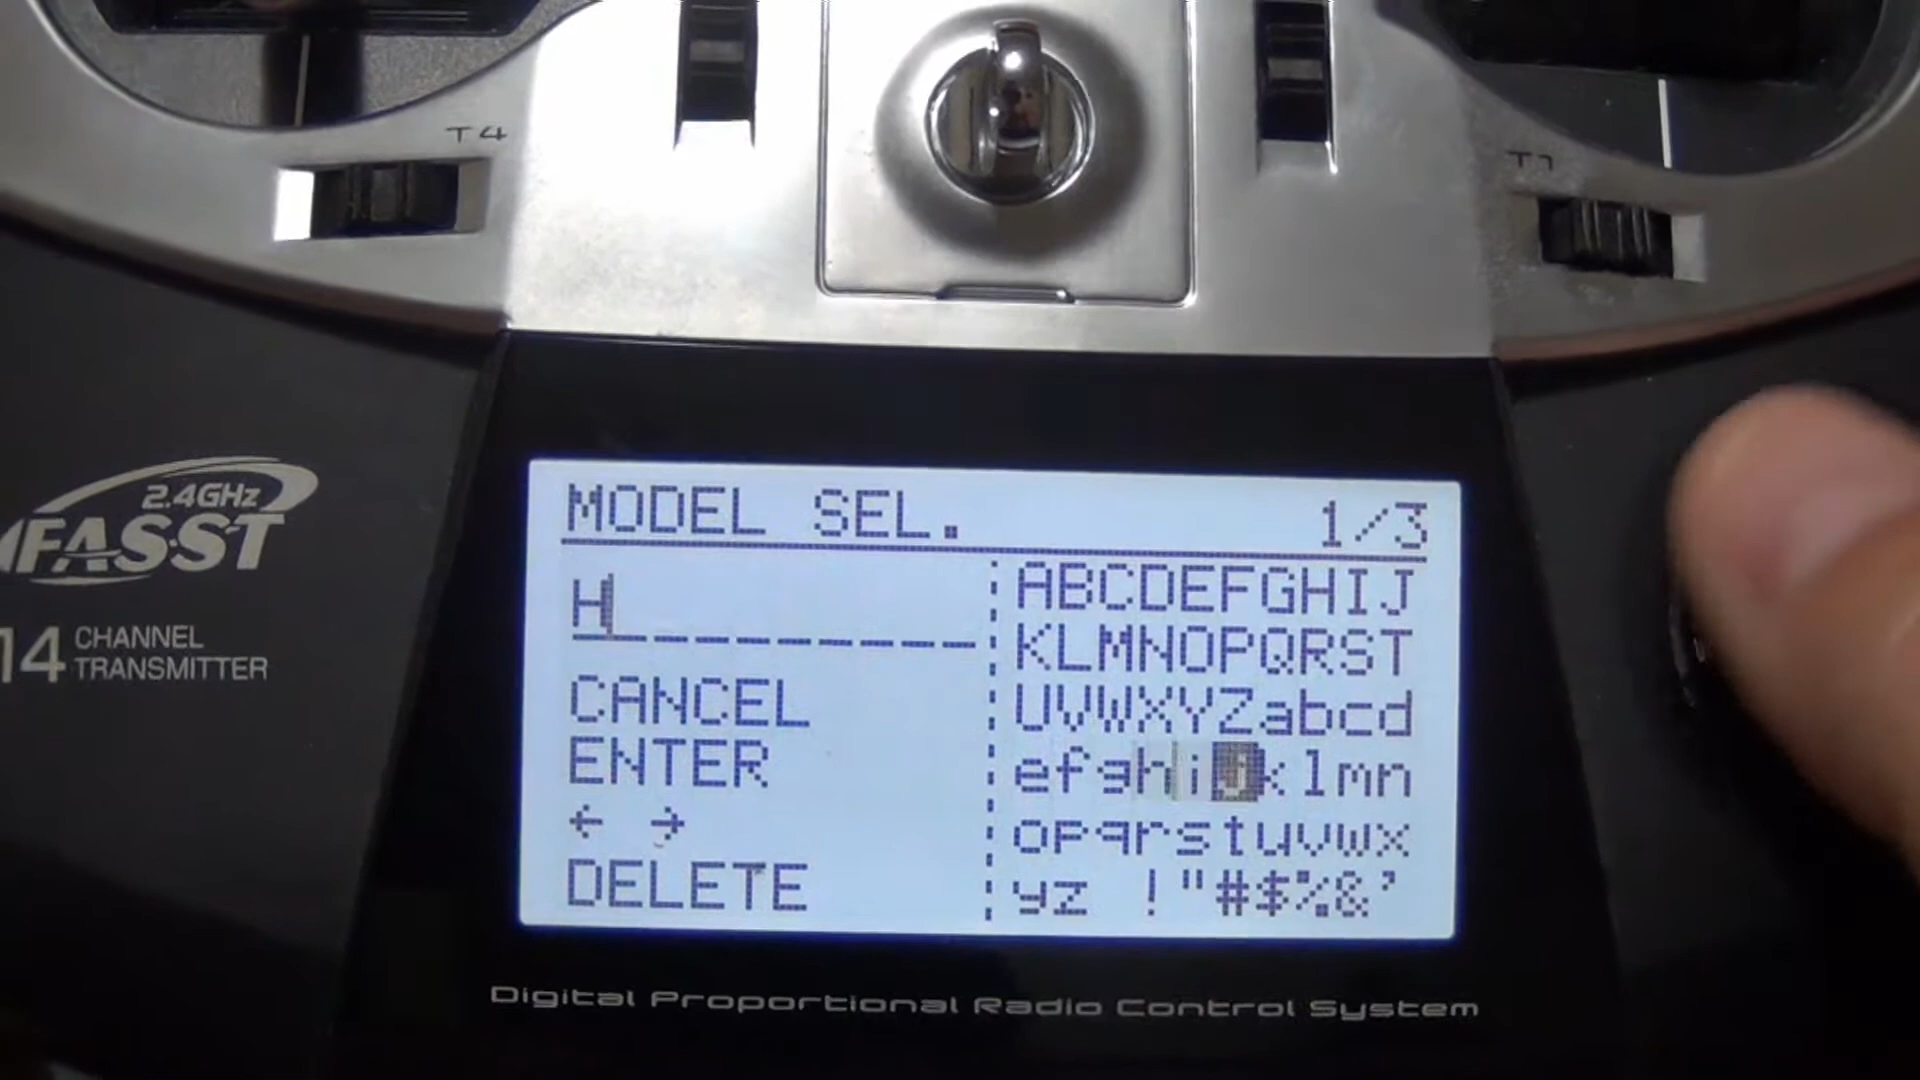 T4
T1
2.4GHz
FASST
14 CHANNEL
TRANSMITTER
MODEL SEL. 1/3
H
CANCEL
ENTER
← →
DELETE
ABCDEFGHIJ
KLMNOPQRST
UVWXYZabcd
efghijklmn
opqrstuvwx
yz !"#$%&'
Digital Proportional Radio Control System